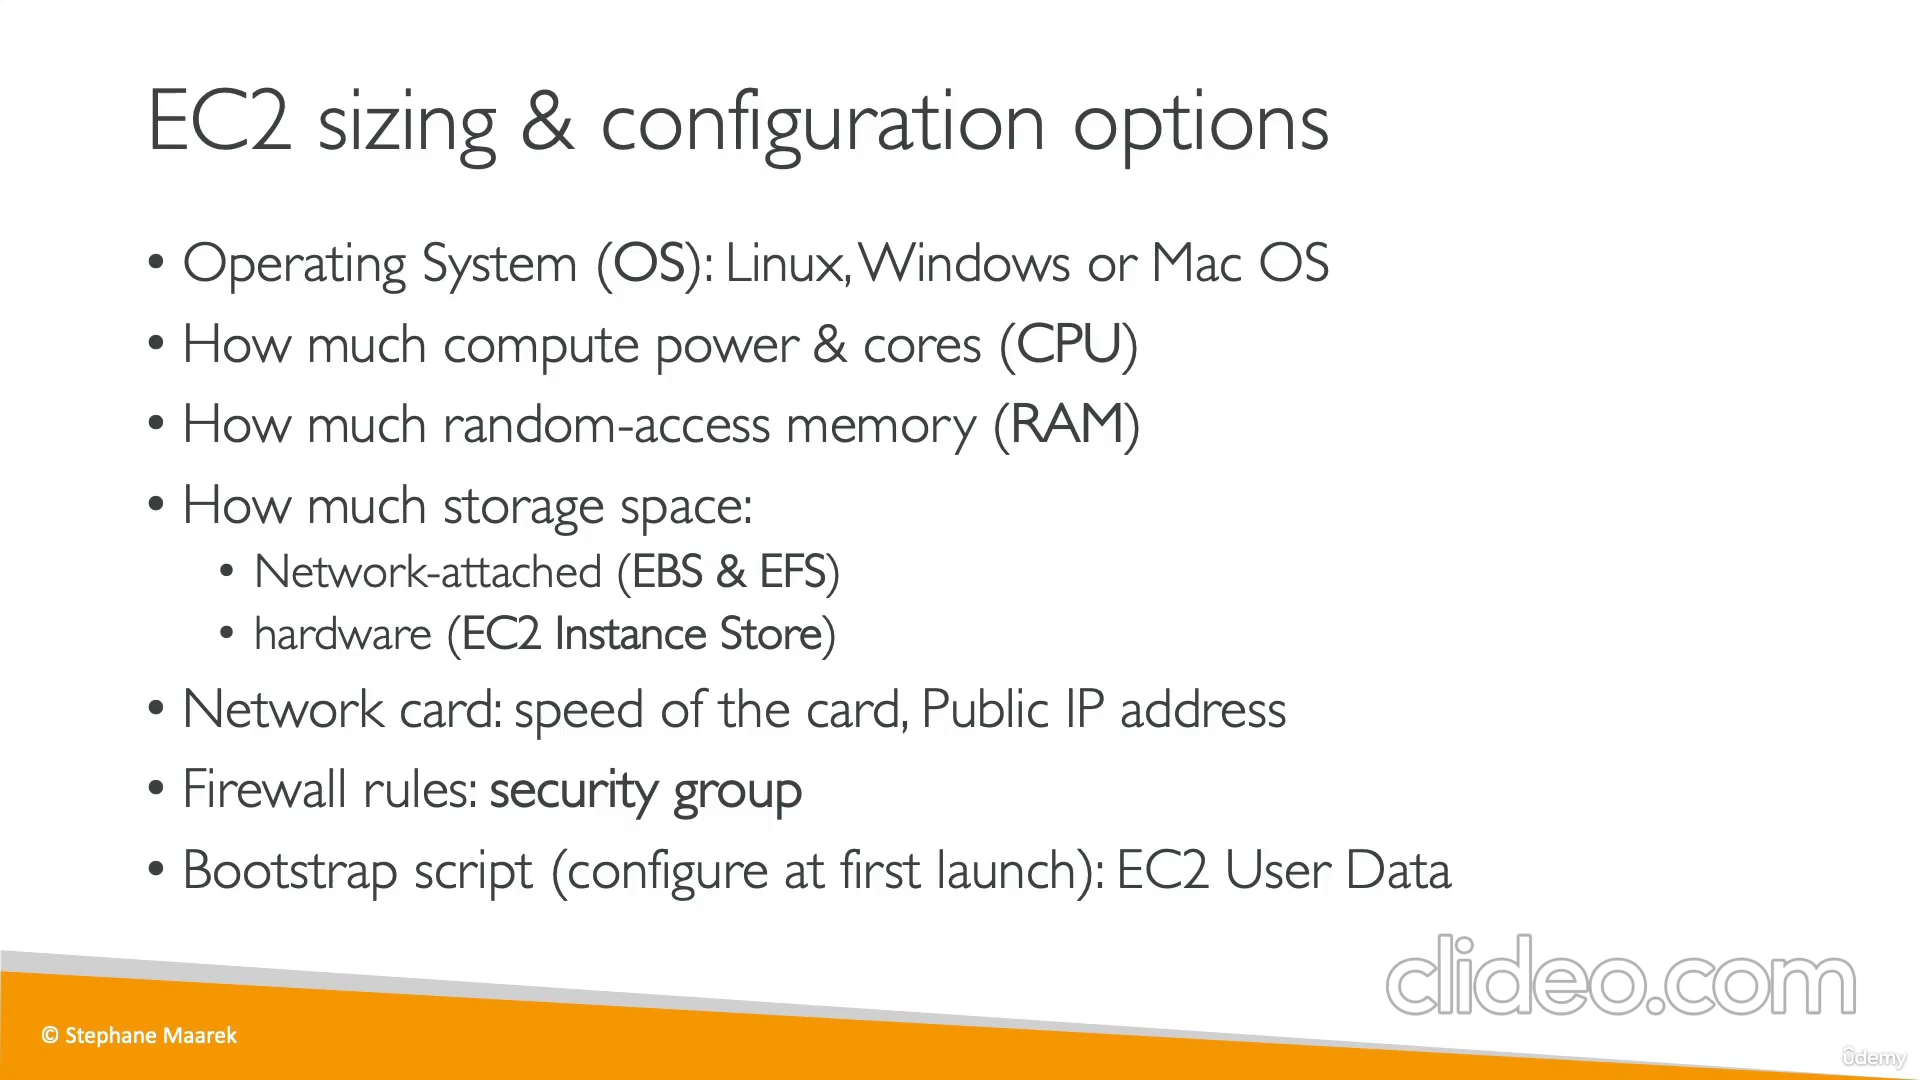 EC2 sizing & configuration options
• Operating System (OS): Linux, Windows or Mac OS
• How much compute power & cores (CPU)
• How much random-access memory (RAM)
• How much storage space:
• Network-attached (EBS & EFS)
• hardware (EC2 Instance Store)
• Network card: speed of the card, Public IP address
• Firewall rules: security group
• Bootstrap script (configure at first launch): EC2 User Data
clideo.com
© Stephane Maarek
ûdemy